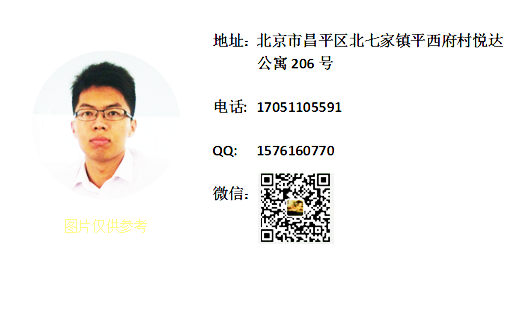 地址：北京市昌平区北七家镇平西府村悦达
公寓 206 号
电话：17051105591
QQ: 1576160770
微信：
图片仅供参考